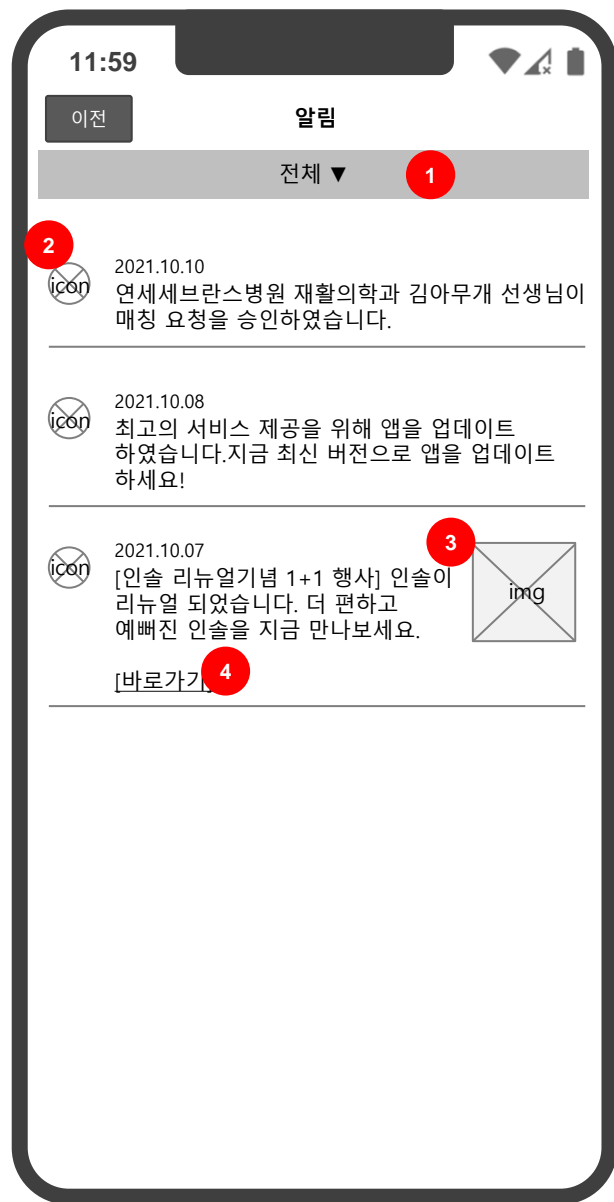 11:59
이전
알림
전체 ▼
1
2
icon
2021.10.10
연세세브란스병원 재활의학과 김아무개 선생님이
매칭 요청을 승인하였습니다.
icon
2021.10.08
최고의 서비스 제공을 위해 앱을 업데이트
하였습니다.지금 최신 버전으로 앱을 업데이트
하세요!
icon
2021.10.07
[인솔 리뉴얼기념 1+1 행사] 인솔이
리뉴얼 되었습니다. 더 편하고
예뻐진 인솔을 지금 만나보세요.
3
img
[바로가기]
4